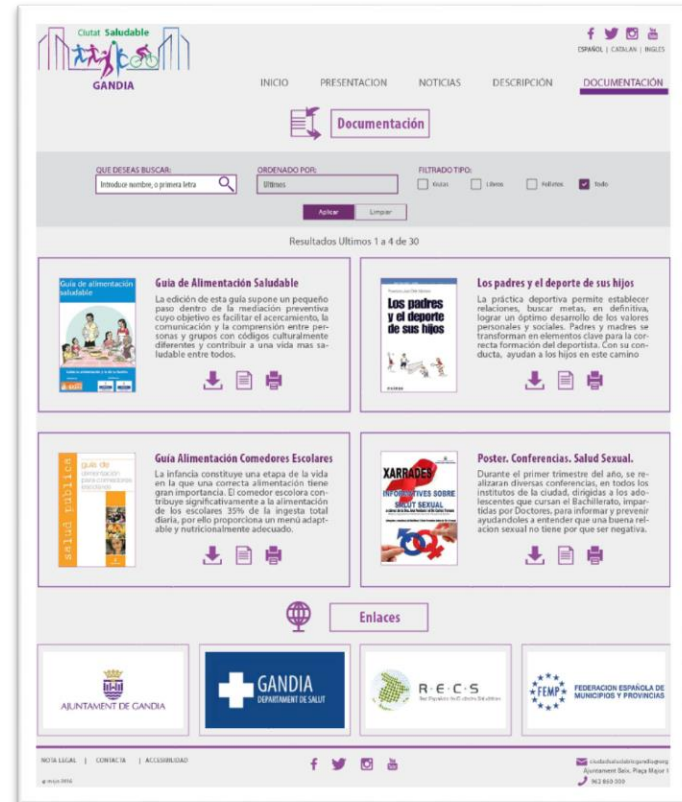 Ciutat Saludable
GANDIA
ESPAÑOL | CATALAN | INGLES
INICIO PRESENTACION NOTICIAS DESCRIPCIÓN DOCUMENTACIÓN
Documentación
QUE DESEAS BUSCAR:
Introduce nombre, o primera letra
ORDENADO POR:
Ultimos
FILTRADO TIPO:
Guias Libros Folletos Todo
Aplicar Limpiar
Resultados Ultimos 1 a 4 de 30
Guía de alimentación
saludable
Guia de Alimentación Saludable
La edición de esta guía supone un pequeño
paso dentro de la mediación preventiva
cuyo objetivo es facilitar el acercamiento, la
comunicación y la comprensión entre per-
sonas y grupos con códigos culturalmente
diferentes y contribuir a una vida mas sa-
ludable entre todos.
Los padres
y el deporte
de sus hijos
Los padres y el deporte de sus hijos
La práctica deportiva permite establecer
relaciones, buscar metas, en definitiva,
lograr un óptimo desarrollo de los valores
personales y sociales. Padres y madres se
transforman en elementos clave para la cor-
recta formación del deportista. Con su con-
ducta, ayudan a los hijos en este camino
salud pública
guía de
alimentación
para comedores
escolares
Guía Alimentación Comedores Escolares
La infancia constituye una etapa de la vida
en la que una correcta alimentación tiene
gran importancia. El comedor escolora con-
tribuye significativamente a la alimentación
de los escolares 35% de la ingesta total
diaria, por ello proporciona un menú adapt-
able y nutricionalmente adecuado.
XARRADES
INFORMATIVES SOBRE
SALUT SEXUAL
Poster. Conferencias. Salud Sexual.
Durante el primer trimestre del año, se re-
alizaran diversas conferencias, en todos los
institutos de la ciudad, dirigidas a los ado-
lescentes que cursan el Bachillerato, impar-
tidas por Doctores, para informar y prevenir
ayudandoles a entender que una buena rel-
acion sexual no tiene por que ser negativa.
Enlaces
AJUNTAMENT DE GANDIA
GANDIA
DEPARTAMENT DE SALUT
R·E·C·S
FEMP
FEDERACION ESPAÑOLA DE
MUNICIPIOS Y PROVINCIAS
NOTA LEGAL | CONTACTA | ACCESIBILIDAD
Ajuntament Baix, Plaça Major 1
962 860 000